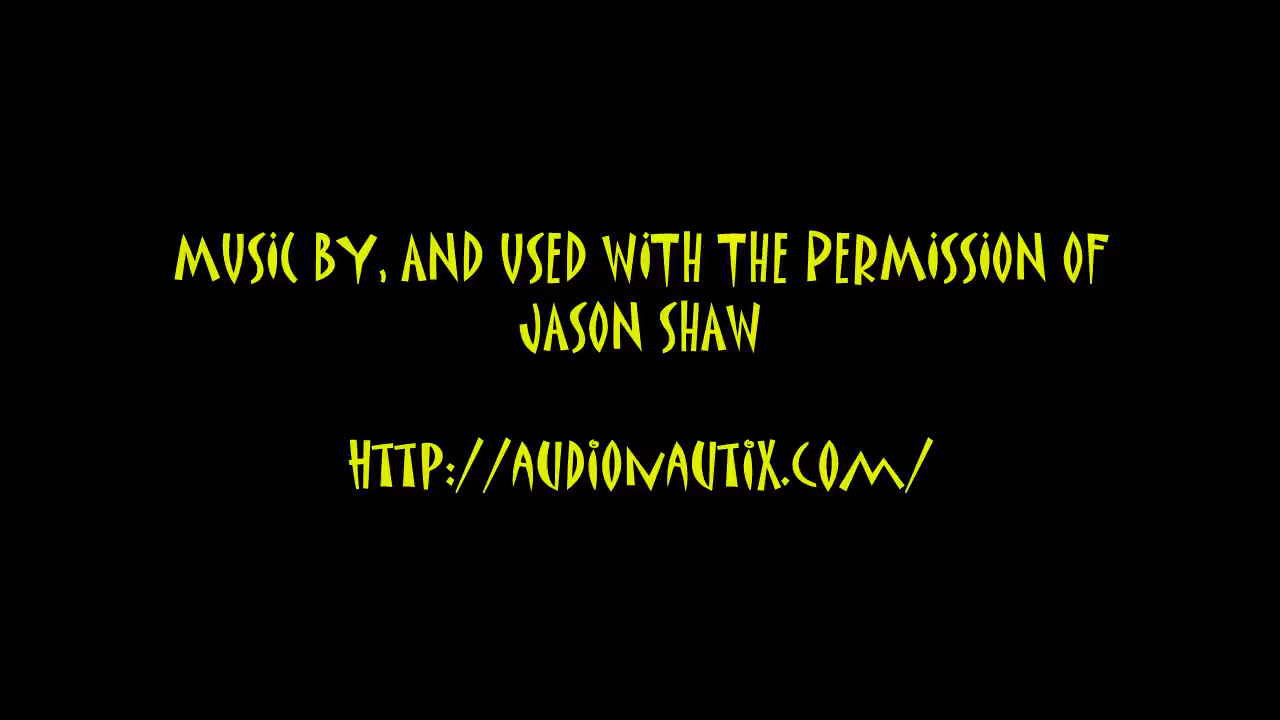 MUSIC BY, AND USED WITH THE PERMISSION OF
JASON SHAW
HTTP://AUDIONAUTIX.COM/